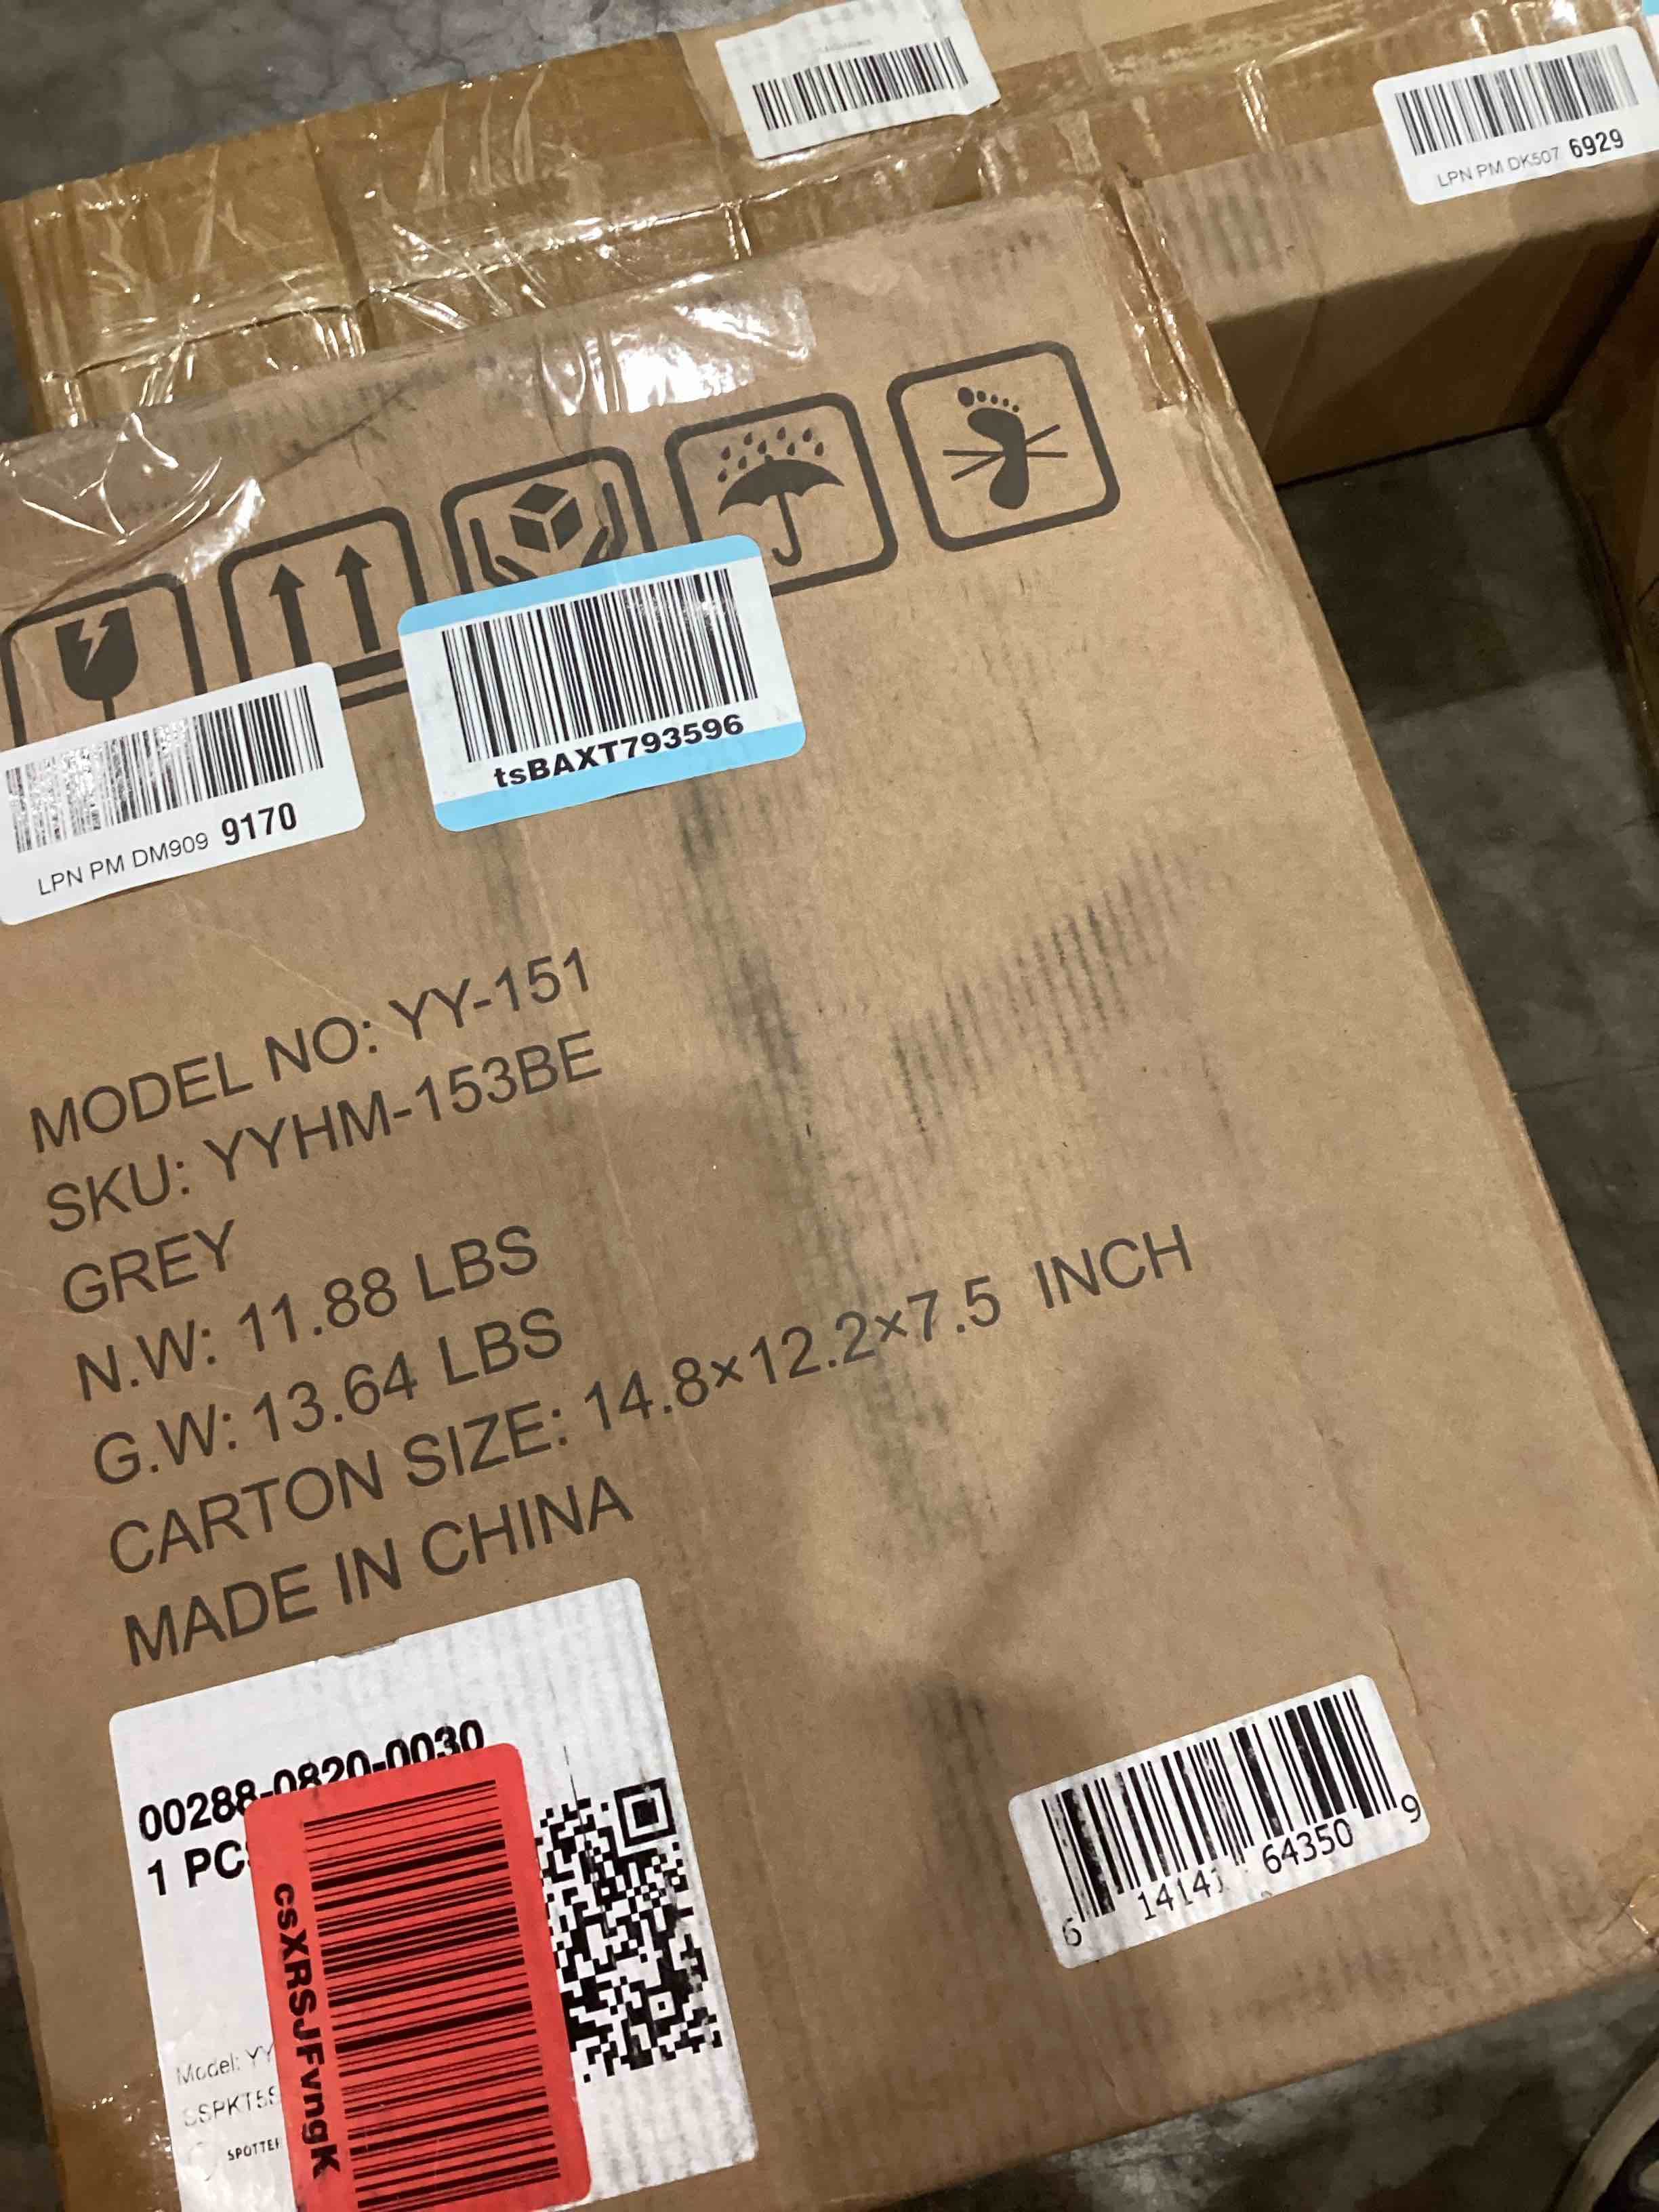 LPN PM DK507 6929
tsBAXT793596
LPN PM DM909 9170
MODEL NO: YY-151
SKU: YYHM-153BE
GREY
N.W: 11.88 LBS
G.W: 13.64 LBS
CARTON SIZE: 14.8×12.2×7.5 INCH
MADE IN CHINA
00288-0820-0030
1
csXRSJFvngK
Model:
6 64350 9